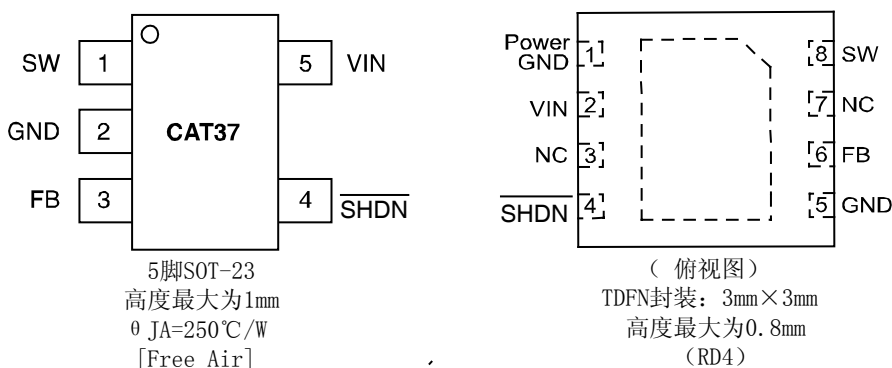 SW 1
GND 2
FB 3
CAT37
5 VIN
4 SHDN
5脚SOT-23
高度最大为1mm
θJA=250℃/W
[Free Air]
Power
GND 1
VIN 2
NC 3
SHDN 4
8 SW
7 NC
6 FB
5 GND
(俯视图)
TDFN封装：3mm×3mm
高度最大为0.8mm
(RD4)